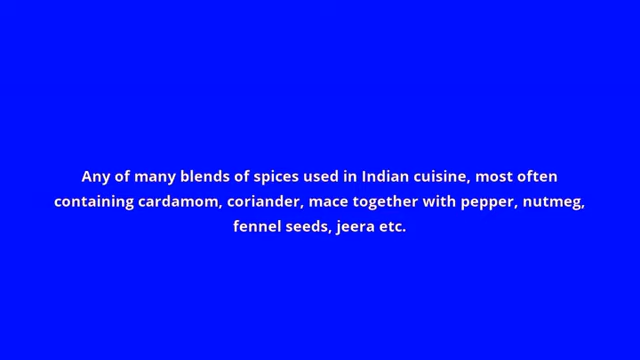 Any of many blends of spices used in Indian cuisine, most often
containing cardamom, coriander, mace together with pepper, nutmeg,
fennel seeds, jeera etc.